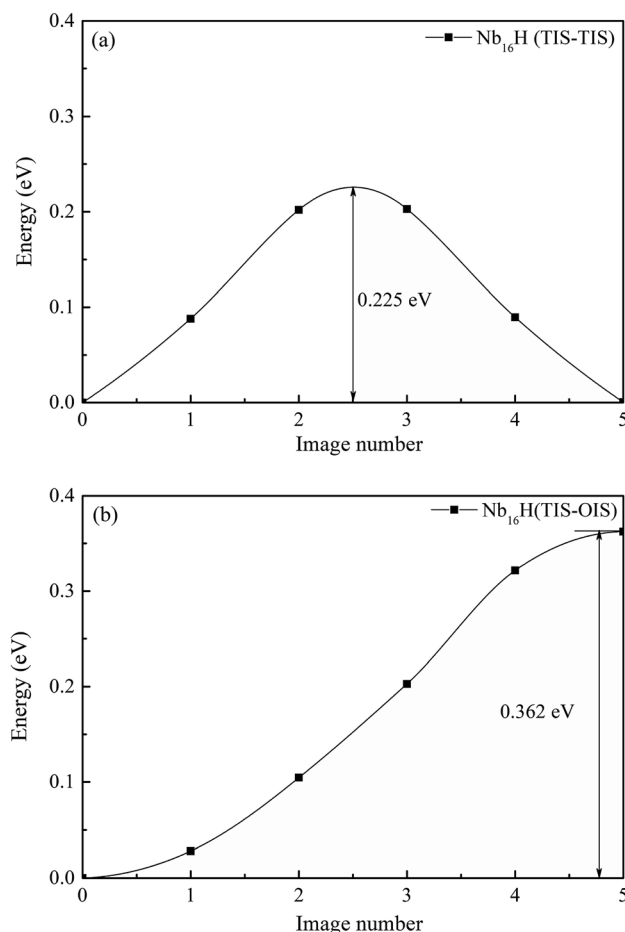 (a)
Nb₁₆H (TIS-TIS)
0.4
0.3
0.2
0.1
0.0
Energy (eV)
0.225 eV
0 1 2 3 4 5
Image number
(b)
Nb₁₆H(TIS-OIS)
0.4
0.3
0.2
0.1
0.0
Energy (eV)
0.362 eV
0 1 2 3 4 5
Image number